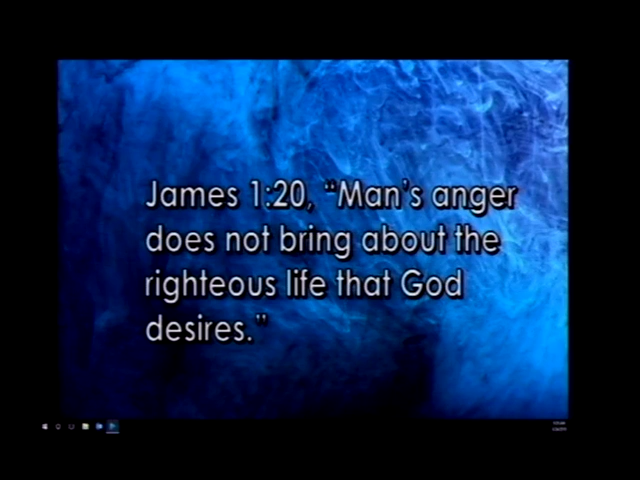 James 1:20, “Man’s anger
does not bring about the
righteous life that God
desires.”